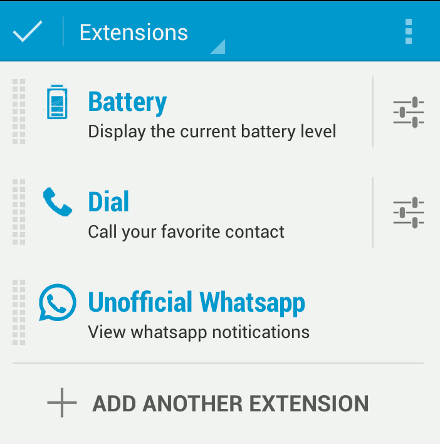 Extensions
Battery
Display the current battery level
Dial
Call your favorite contact
Unofficial Whatsapp
View whatsapp notitications
ADD ANOTHER EXTENSION